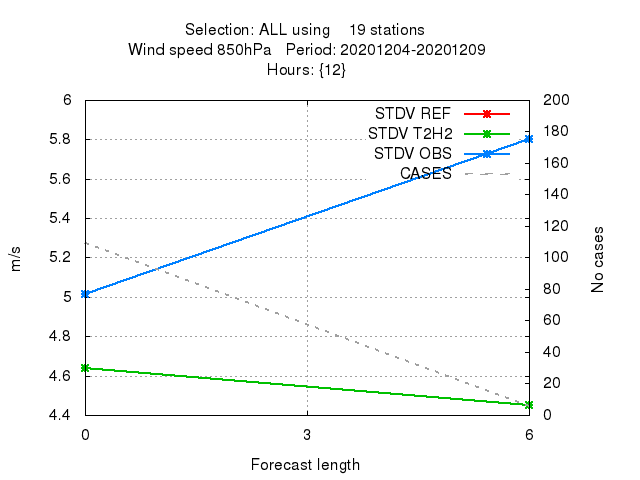 Selection: ALL using 19 stations
Wind speed 850hPa Period: 20201204-20201209
Hours: {12}
6
5.8
5.6
5.4
5.2
5
4.8
4.6
4.4
200
180
160
140
120
100
80
60
40
20
0
STDV REF
STDV T2H2
STDV OBS
CASES
m/s
No cases
0
3
6
Forecast length